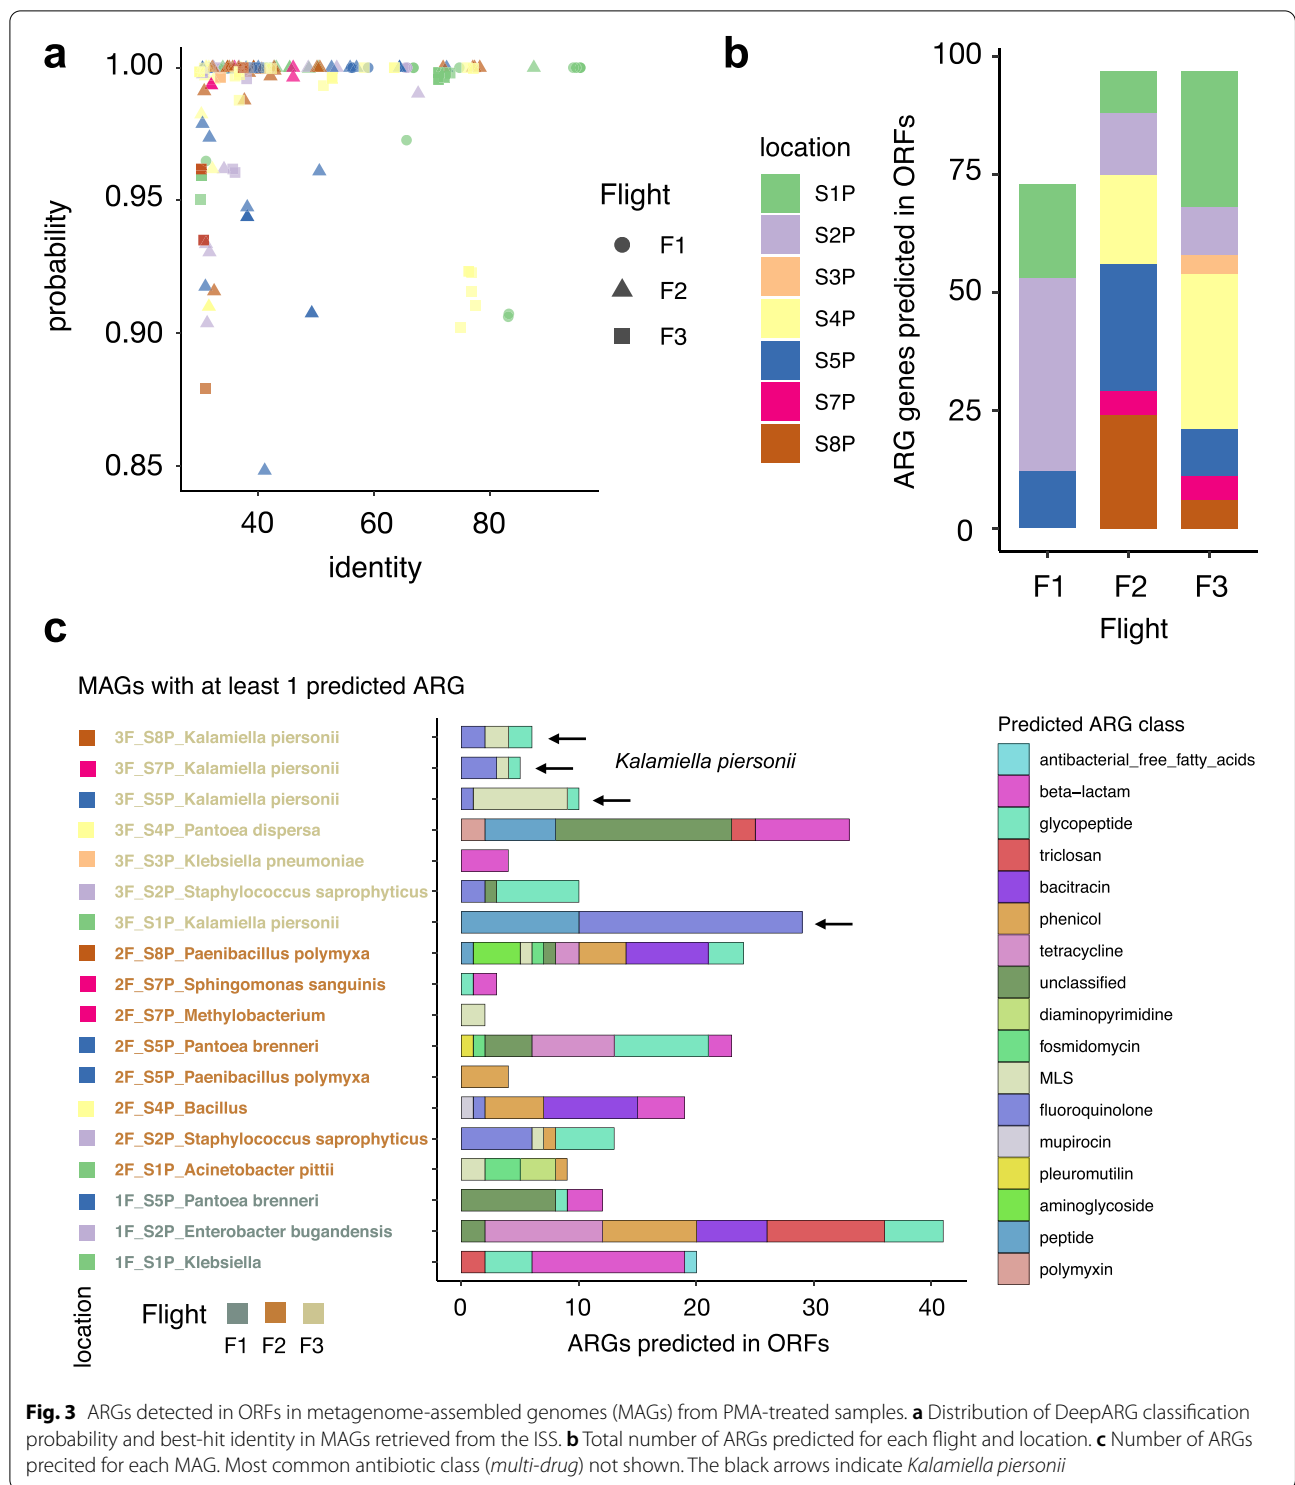 a
1.00
0.95
0.90
0.85
probability
40
60
80
identity
Flight
F1
F2
F3
b
location
S1P
S2P
S3P
S4P
S5P
S7P
S8P
ARG genes predicted in ORFs
100
75
50
25
0
F1
F2
F3
Flight
c
MAGs with at least 1 predicted ARG
3F_S8P_Kalamiella piersonii
3F_S7P_Kalamiella piersonii
3F_S5P_Kalamiella piersonii
3F_S4P_Pantoea dispersa
3F_S3P_Klebsiella pneumoniae
3F_S2P_Staphylococcus saprophyticus
3F_S1P_Kalamiella piersonii
2F_S8P_Paenibacillus polymyxa
2F_S7P_Sphingomonas sanguinis
2F_S7P_Methylobacterium
2F_S5P_Pantoea brenneri
2F_S5P_Paenibacillus polymyxa
2F_S4P_Bacillus
2F_S2P_Staphylococcus saprophyticus
2F_S1P_Acinetobacter pittii
1F_S5P_Pantoea brenneri
1F_S2P_Enterobacter bugandensis
1F_S1P_Klebsiella
location
Flight
F1
F2
F3
Kalamiella piersonii
0
10
20
30
40
ARGs predicted in ORFs
Predicted ARG class
antibacterial_free_fatty_acids
beta−lactam
glycopeptide
triclosan
bacitracin
phenicol
tetracycline
unclassified
diaminopyrimidine
fosmidomycin
MLS
fluoroquinolone
mupirocin
pleuromutilin
aminoglycoside
peptide
polymyxin
Fig. 3 ARGs detected in ORFs in metagenome-assembled genomes (MAGs) from PMA-treated samples. a Distribution of DeepARG classification
probability and best-hit identity in MAGs retrieved from the ISS. b Total number of ARGs predicted for each flight and location. c Number of ARGs
precited for each MAG. Most common antibiotic class (multi-drug) not shown. The black arrows indicate Kalamiella piersonii